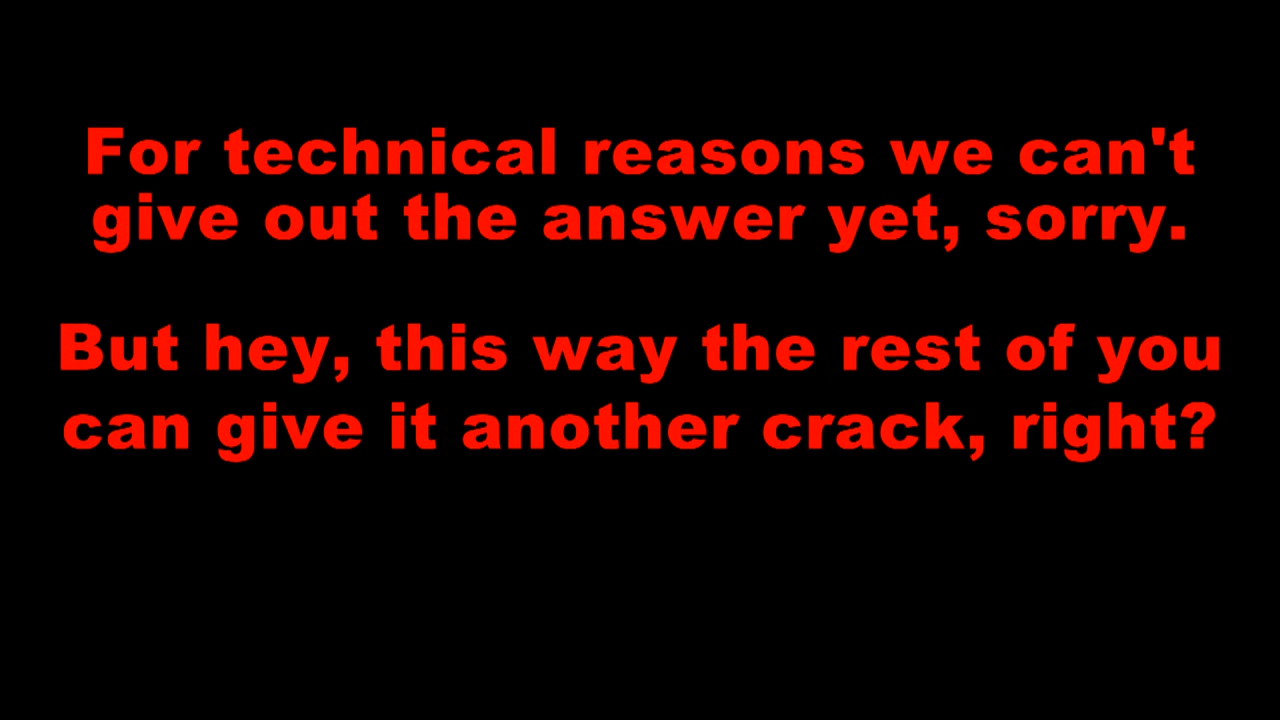 For technical reasons we can't
give out the answer yet, sorry.
But hey, this way the rest of you
can give it another crack, right?